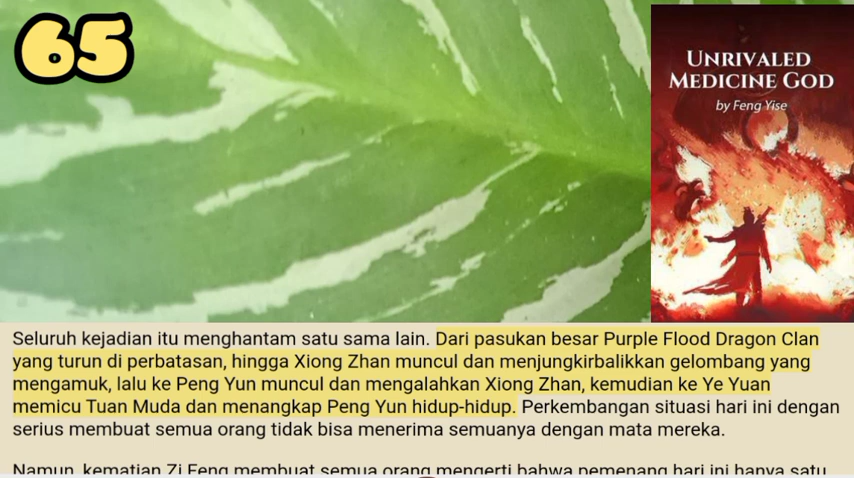 65
UNRIVALED
MEDICINE GOD
by Feng Yise
Seluruh kejadian itu menghantam satu sama lain. Dari pasukan besar Purple Flood Dragon Clan
yang turun di perbatasan, hingga Xiong Zhan muncul dan menjungkirbalikkan gelombang yang
mengamuk, lalu ke Peng Yun muncul dan mengalahkan Xiong Zhan, kemudian ke Ye Yuan
memicu Tuan Muda dan menangkap Peng Yun hidup-hidup. Perkembangan situasi hari ini dengan
serius membuat semua orang tidak bisa menerima semuanya dengan mata mereka.
Namun, kematian Zi Feng membuat semua orang mengerti bahwa pemenang hari ini hanya satu